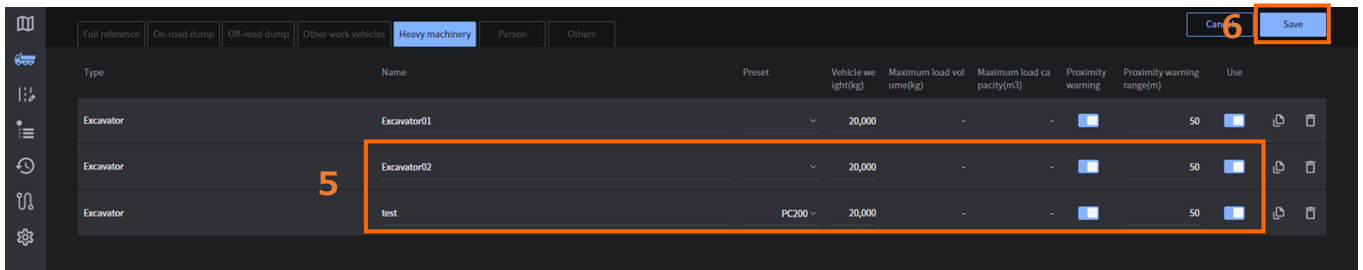 Full reference On-road dump Off-road dump Other work vehicles Heavy machinery Person Others Cancel 6 Save
Type Name Preset Vehicle we Maximum load vol Maximum load ca Proximity Proximity warning Use
ight(kg) ume(kg) pacity(m3) warning range(m)
Excavator Excavator01 20,000 - - 50
Excavator Excavator02 20,000 - - 50
5
Excavator test PC200 20,000 - - 50